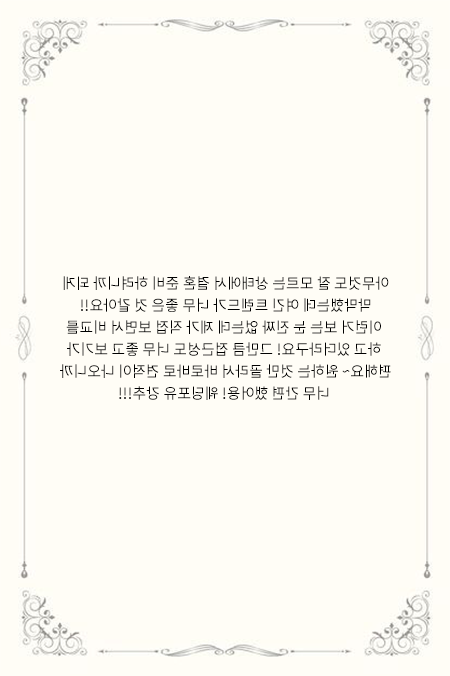 아무것도 잘 모르는 상태에서 결혼 준비 하려니까 되게
막막했는데 여긴 트렌드가 너무 좋은 것 같아요!!
이런거 보는 눈 진짜 없는데 제가 직접 보면서 비교를
하고 있더라구요! 그만큼 접근성도 너무 좋고 보기가
편해요~ 원하는 것만 골라서 바로바로 견적이 나오니까
너무 간편했어용! 웨딩포유 강추!!!